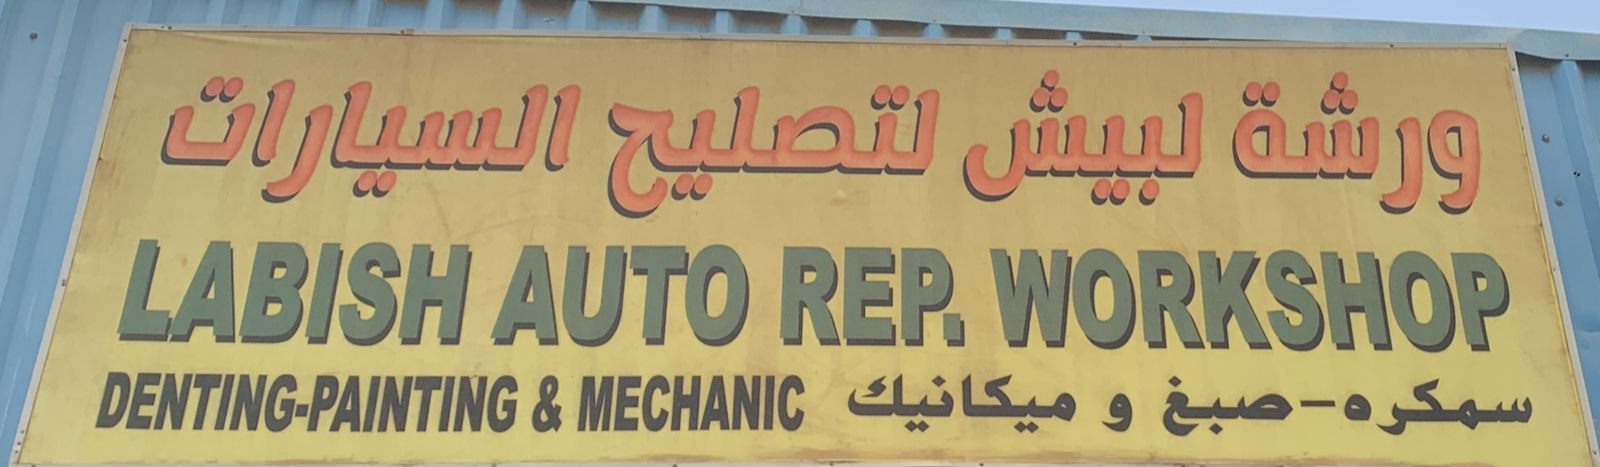 ورشة لبيش لتصليح السيارات
LABISH AUTO REP. WORKSHOP
DENTING-PAINTING & MECHANIC سمكره - صبغ و ميكانيك